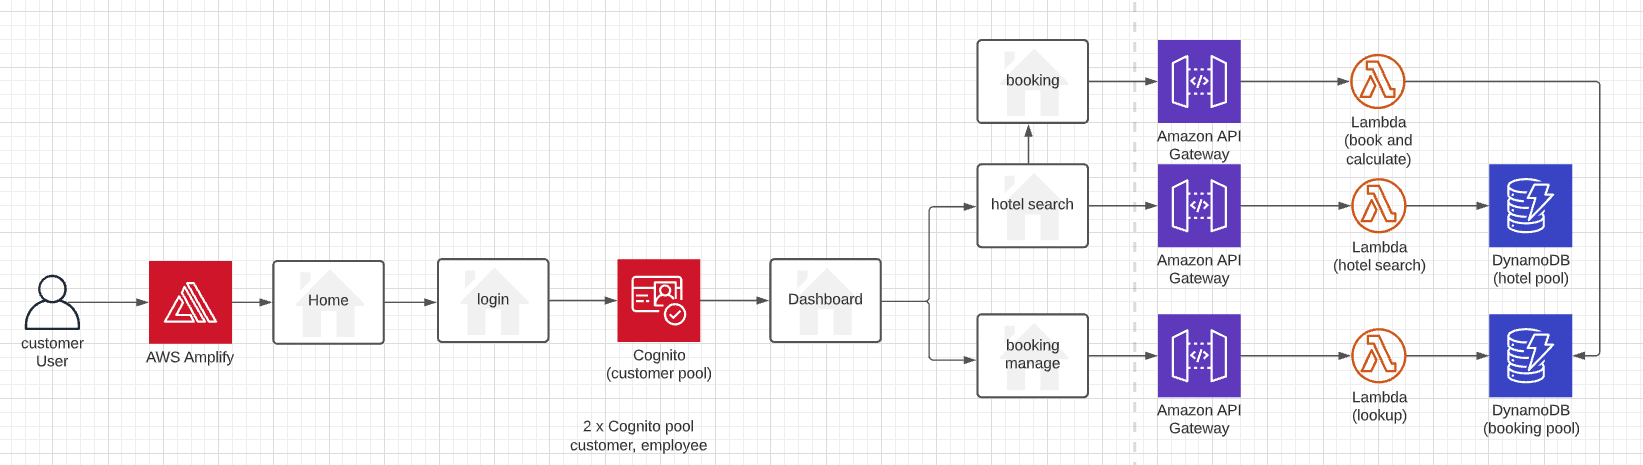 customer
User
AWS Amplify
Home
login
Cognito
(customer pool)
2 x Cognito pool
customer, employee
Dashboard
booking
hotel search
booking
manage
Amazon API
Gateway
Lambda
(book and
calculate)
Amazon API
Gateway
Lambda
(hotel search)
DynamoDB
(hotel pool)
Amazon API
Gateway
Lambda
(lookup)
DynamoDB
(booking pool)